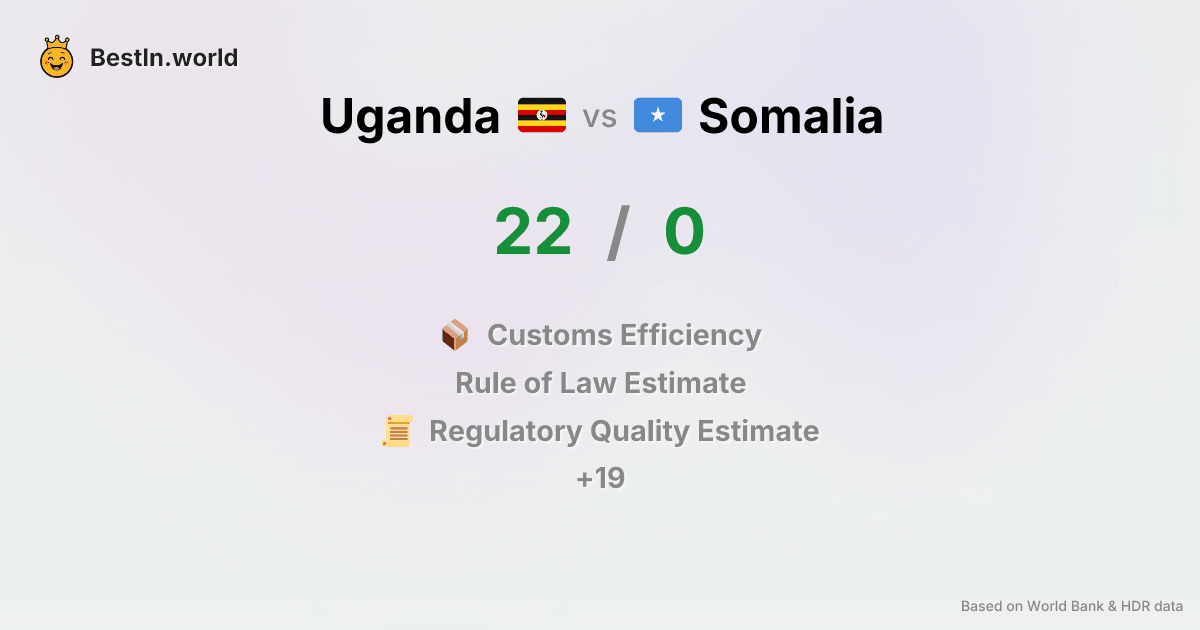 BestIn.world
Uganda vs Somalia
22 / 0
Customs Efficiency
Rule of Law Estimate
Regulatory Quality Estimate
+19
Based on World Bank & HDR data